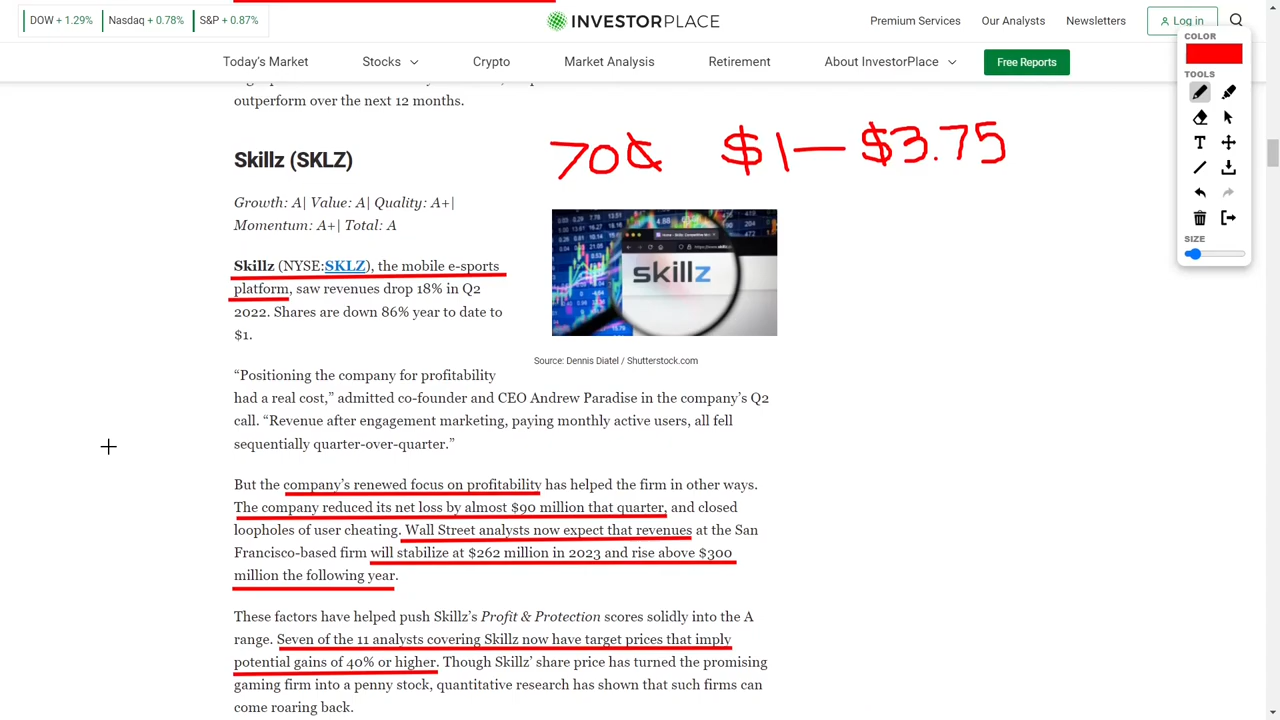 DOW + 1.29% Nasdaq + 0.78% S&P + 0.87%
INVESTORPLACE
Premium Services Our Analysts Newsletters Log in
Today's Market Stocks Crypto Market Analysis Retirement About InvestorPlace Free Reports
COLOR
TOOLS
T
SIZE
outperform over the next 12 months.
70¢ $1 — $3.75
Skillz (SKLZ)
Growth: A| Value: A| Quality: A+|
Momentum: A+| Total: A
Skillz (NYSE:SKLZ), the mobile e-sports
platform, saw revenues drop 18% in Q2
2022. Shares are down 86% year to date to
$1.
skillz
Source: Dennis Diatel / Shutterstock.com
“Positioning the company for profitability
had a real cost,” admitted co-founder and CEO Andrew Paradise in the company’s Q2
call. “Revenue after engagement marketing, paying monthly active users, all fell
sequentially quarter-over-quarter.”
But the company’s renewed focus on profitability has helped the firm in other ways.
The company reduced its net loss by almost $90 million that quarter, and closed
loopholes of user cheating. Wall Street analysts now expect that revenues at the San
Francisco-based firm will stabilize at $262 million in 2023 and rise above $300
million the following year.
These factors have helped push Skillz’s Profit & Protection scores solidly into the A
range. Seven of the 11 analysts covering Skillz now have target prices that imply
potential gains of 40% or higher. Though Skillz’ share price has turned the promising
gaming firm into a penny stock, quantitative research has shown that such firms can
come roaring back.